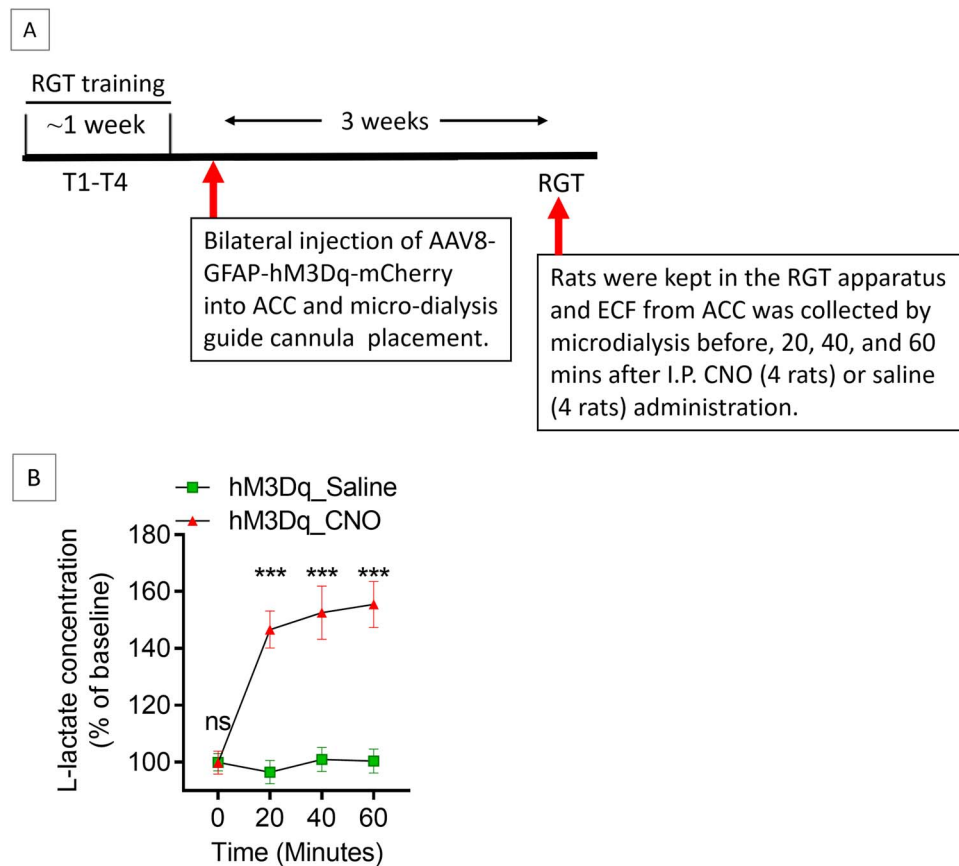 A
RGT training
~1 week
3 weeks
T1-T4
RGT
Bilateral injection of AAV8-
GFAP-hM3Dq-mCherry
into ACC and micro-dialysis
guide cannula placement.
Rats were kept in the RGT apparatus
and ECF from ACC was collected by
microdialysis before, 20, 40, and 60
mins after I.P. CNO (4 rats) or saline
(4 rats) administration.
B
hM3Dq_Saline
hM3Dq_CNO
L-lactate concentration
(% of baseline)
180
160
140
120
100
ns
***
***
***
0
20
40
60
Time (Minutes)